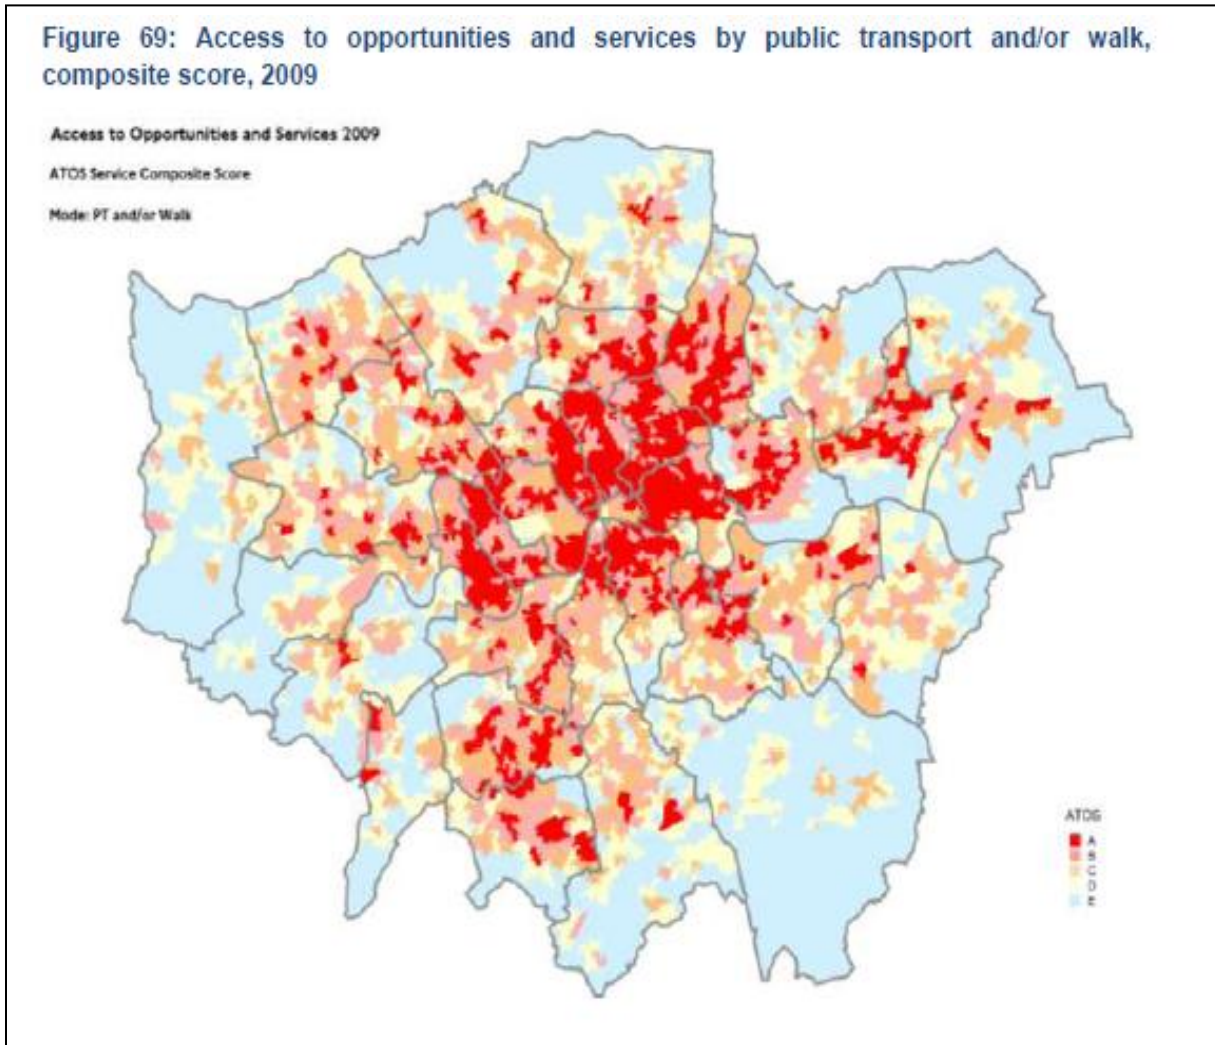 Figure 69: Access to opportunities and services by public transport and/or walk,
composite score, 2009
Access to Opportunities and Services 2009
ATOS Service Composite Score
Mode: PT and/or Walk
ATOS
A
B
C
D
E